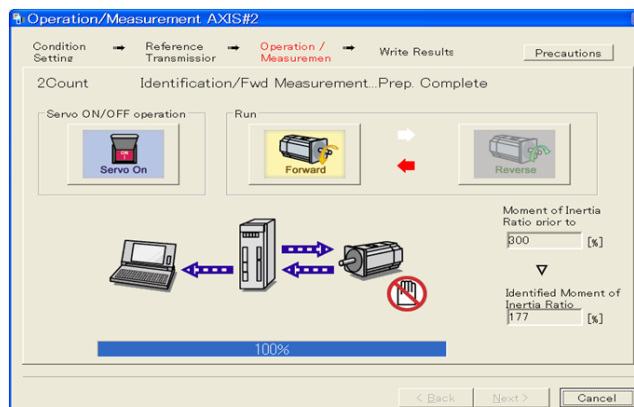 Operation/Measurement AXIS#2
Condition Setting
Reference Transmissior
Operation / Measuremen
Write Results
Precautions
2Count Identification/Fwd Measurement...Prep. Complete
Servo ON/OFF operation
Run
ON
Servo On
Forward
Reverse
Moment of Inertia
Ratio prior to
300 [%]
Identified Moment of
Inertia Ratio
177 [%]
100%
< Back
Next >
Cancel